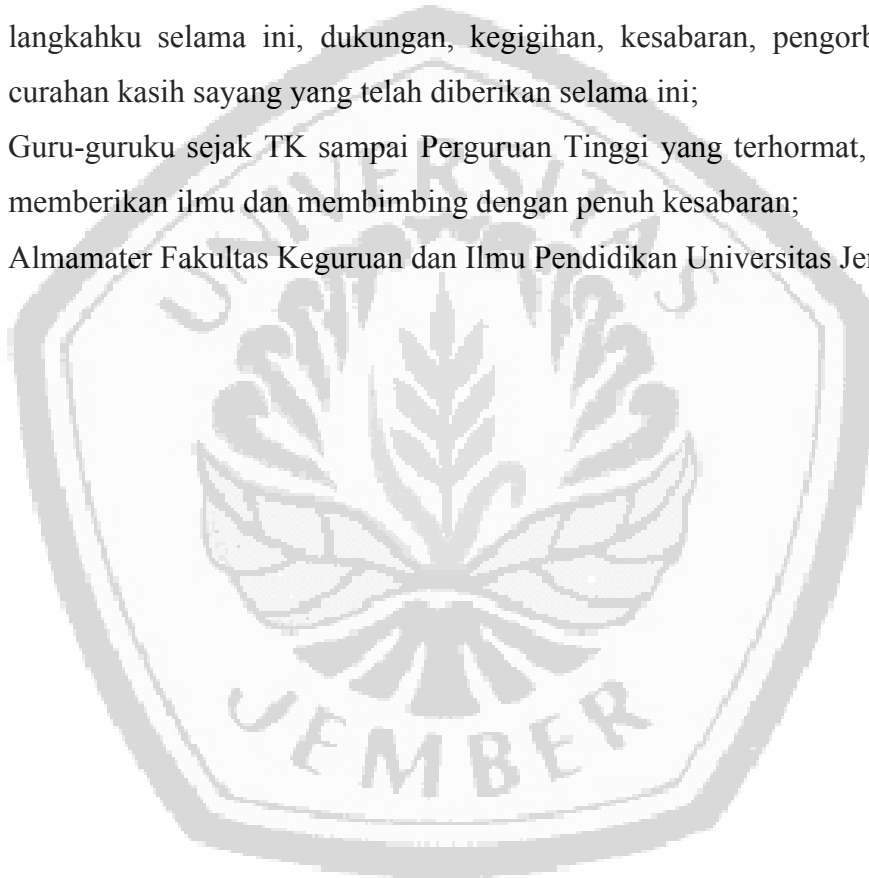 langkahku selama ini, dukungan, kegigihan, kesabaran, pengorb
curahan kasih sayang yang telah diberikan selama ini;
Guru-guruku sejak TK sampai Perguruan Tinggi yang terhormat,
memberikan ilmu dan membimbing dengan penuh kesabaran;
Almamater Fakultas Keguruan dan Ilmu Pendidikan Universitas Je
UNIVERSITAS
JEMBER